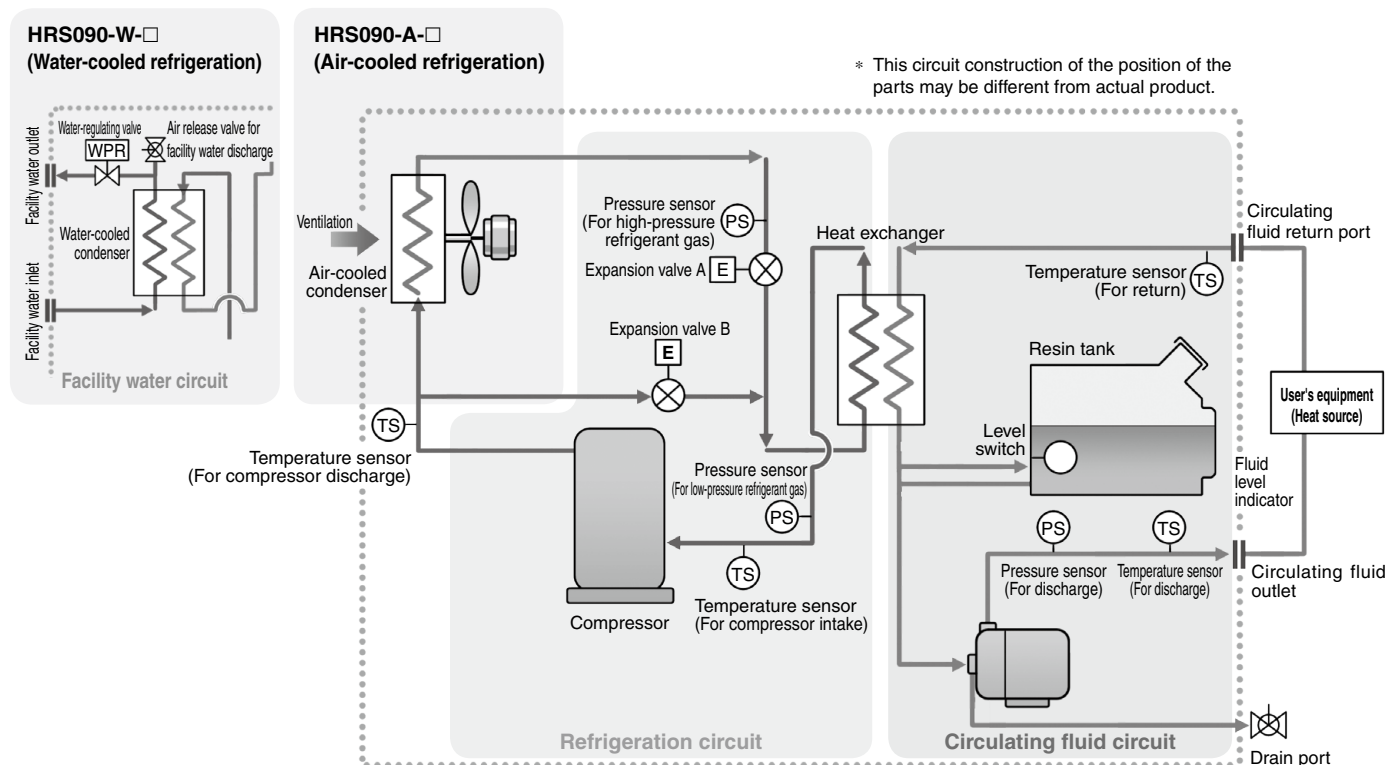 HRS090-W-□
(Water-cooled refrigeration)
Water-regulating valve
WPR
Air release valve for
facility water discharge
Facility water outlet
Water-cooled
condenser
Facility water inlet
Facility water circuit
HRS090-A-□
(Air-cooled refrigeration)
* This circuit construction of the position of the
parts may be different from actual product.
Ventilation
Air-cooled
condenser
Pressure sensor
(For high-pressure
refrigerant gas)
PS
Expansion valve A
E
Expansion valve B
E
Heat exchanger
TS
Temperature sensor
(For compressor discharge)
Pressure sensor
(For low-pressure refrigerant gas)
PS
TS
Temperature sensor
(For compressor intake)
Compressor
Refrigeration circuit
Circulating
fluid return port
Temperature sensor
(For return)
TS
Resin tank
Level
switch
User's equipment
(Heat source)
Fluid
level
indicator
PS
Pressure sensor
(For discharge)
TS
Temperature sensor
(For discharge)
Circulating fluid
outlet
Circulating fluid circuit
Drain port